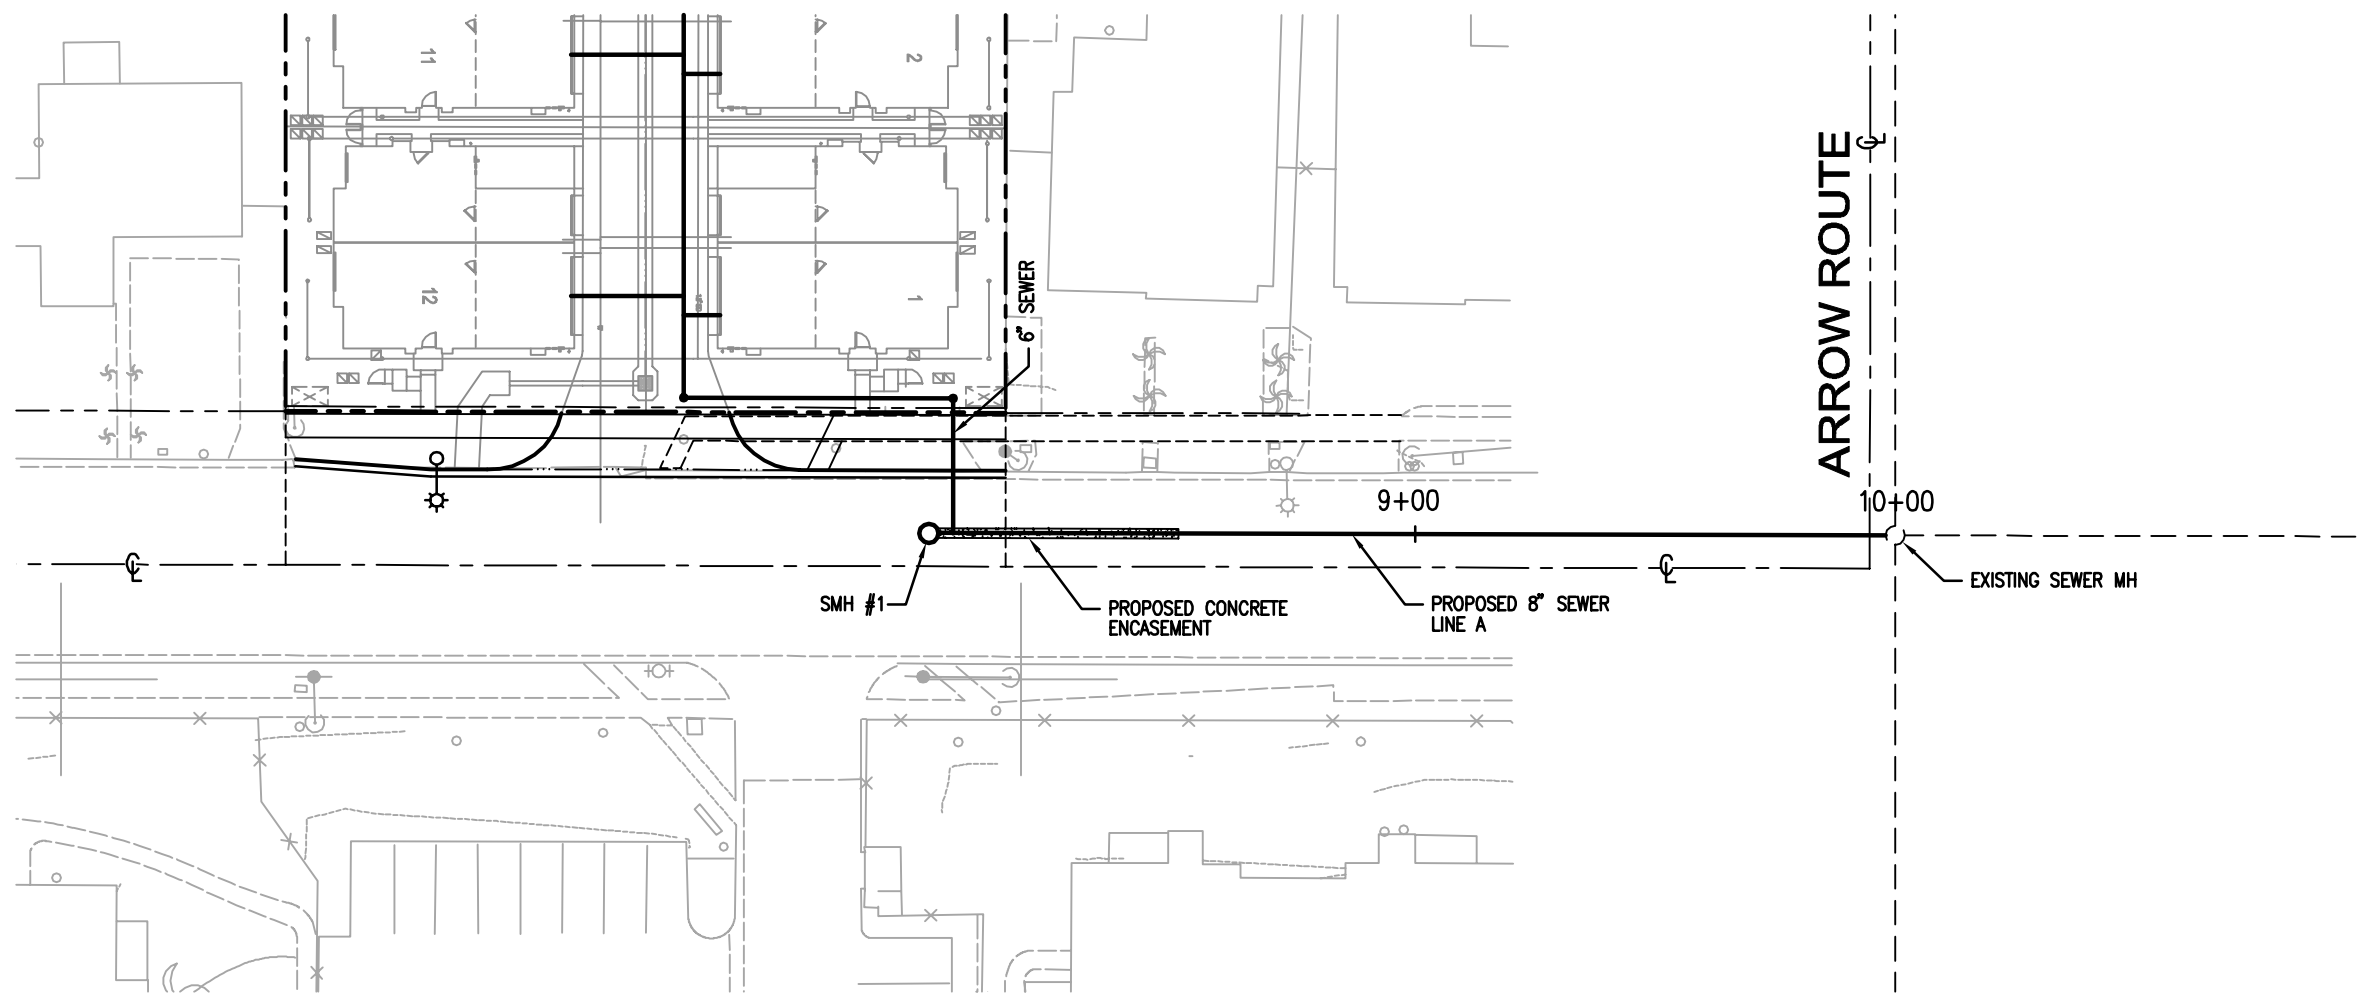 11
2
12
1
6" SEWER
ARROW ROUTE
℄
9+00
10+00
℄
℄
EXISTING SEWER MH
SMH #1
PROPOSED CONCRETE
ENCASEMENT
PROPOSED 8" SEWER
LINE A